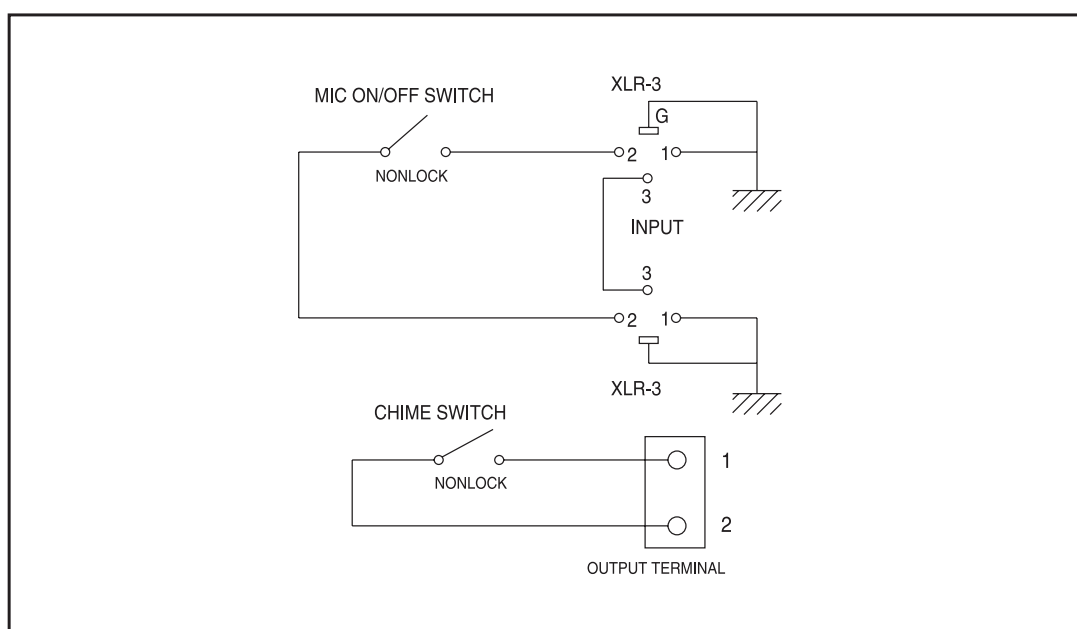 XLR-3
MIC ON/OFF SWITCH
G
2 1
NONLOCK
3
INPUT
3
2 1
XLR-3
CHIME SWITCH
1
NONLOCK
2
OUTPUT TERMINAL